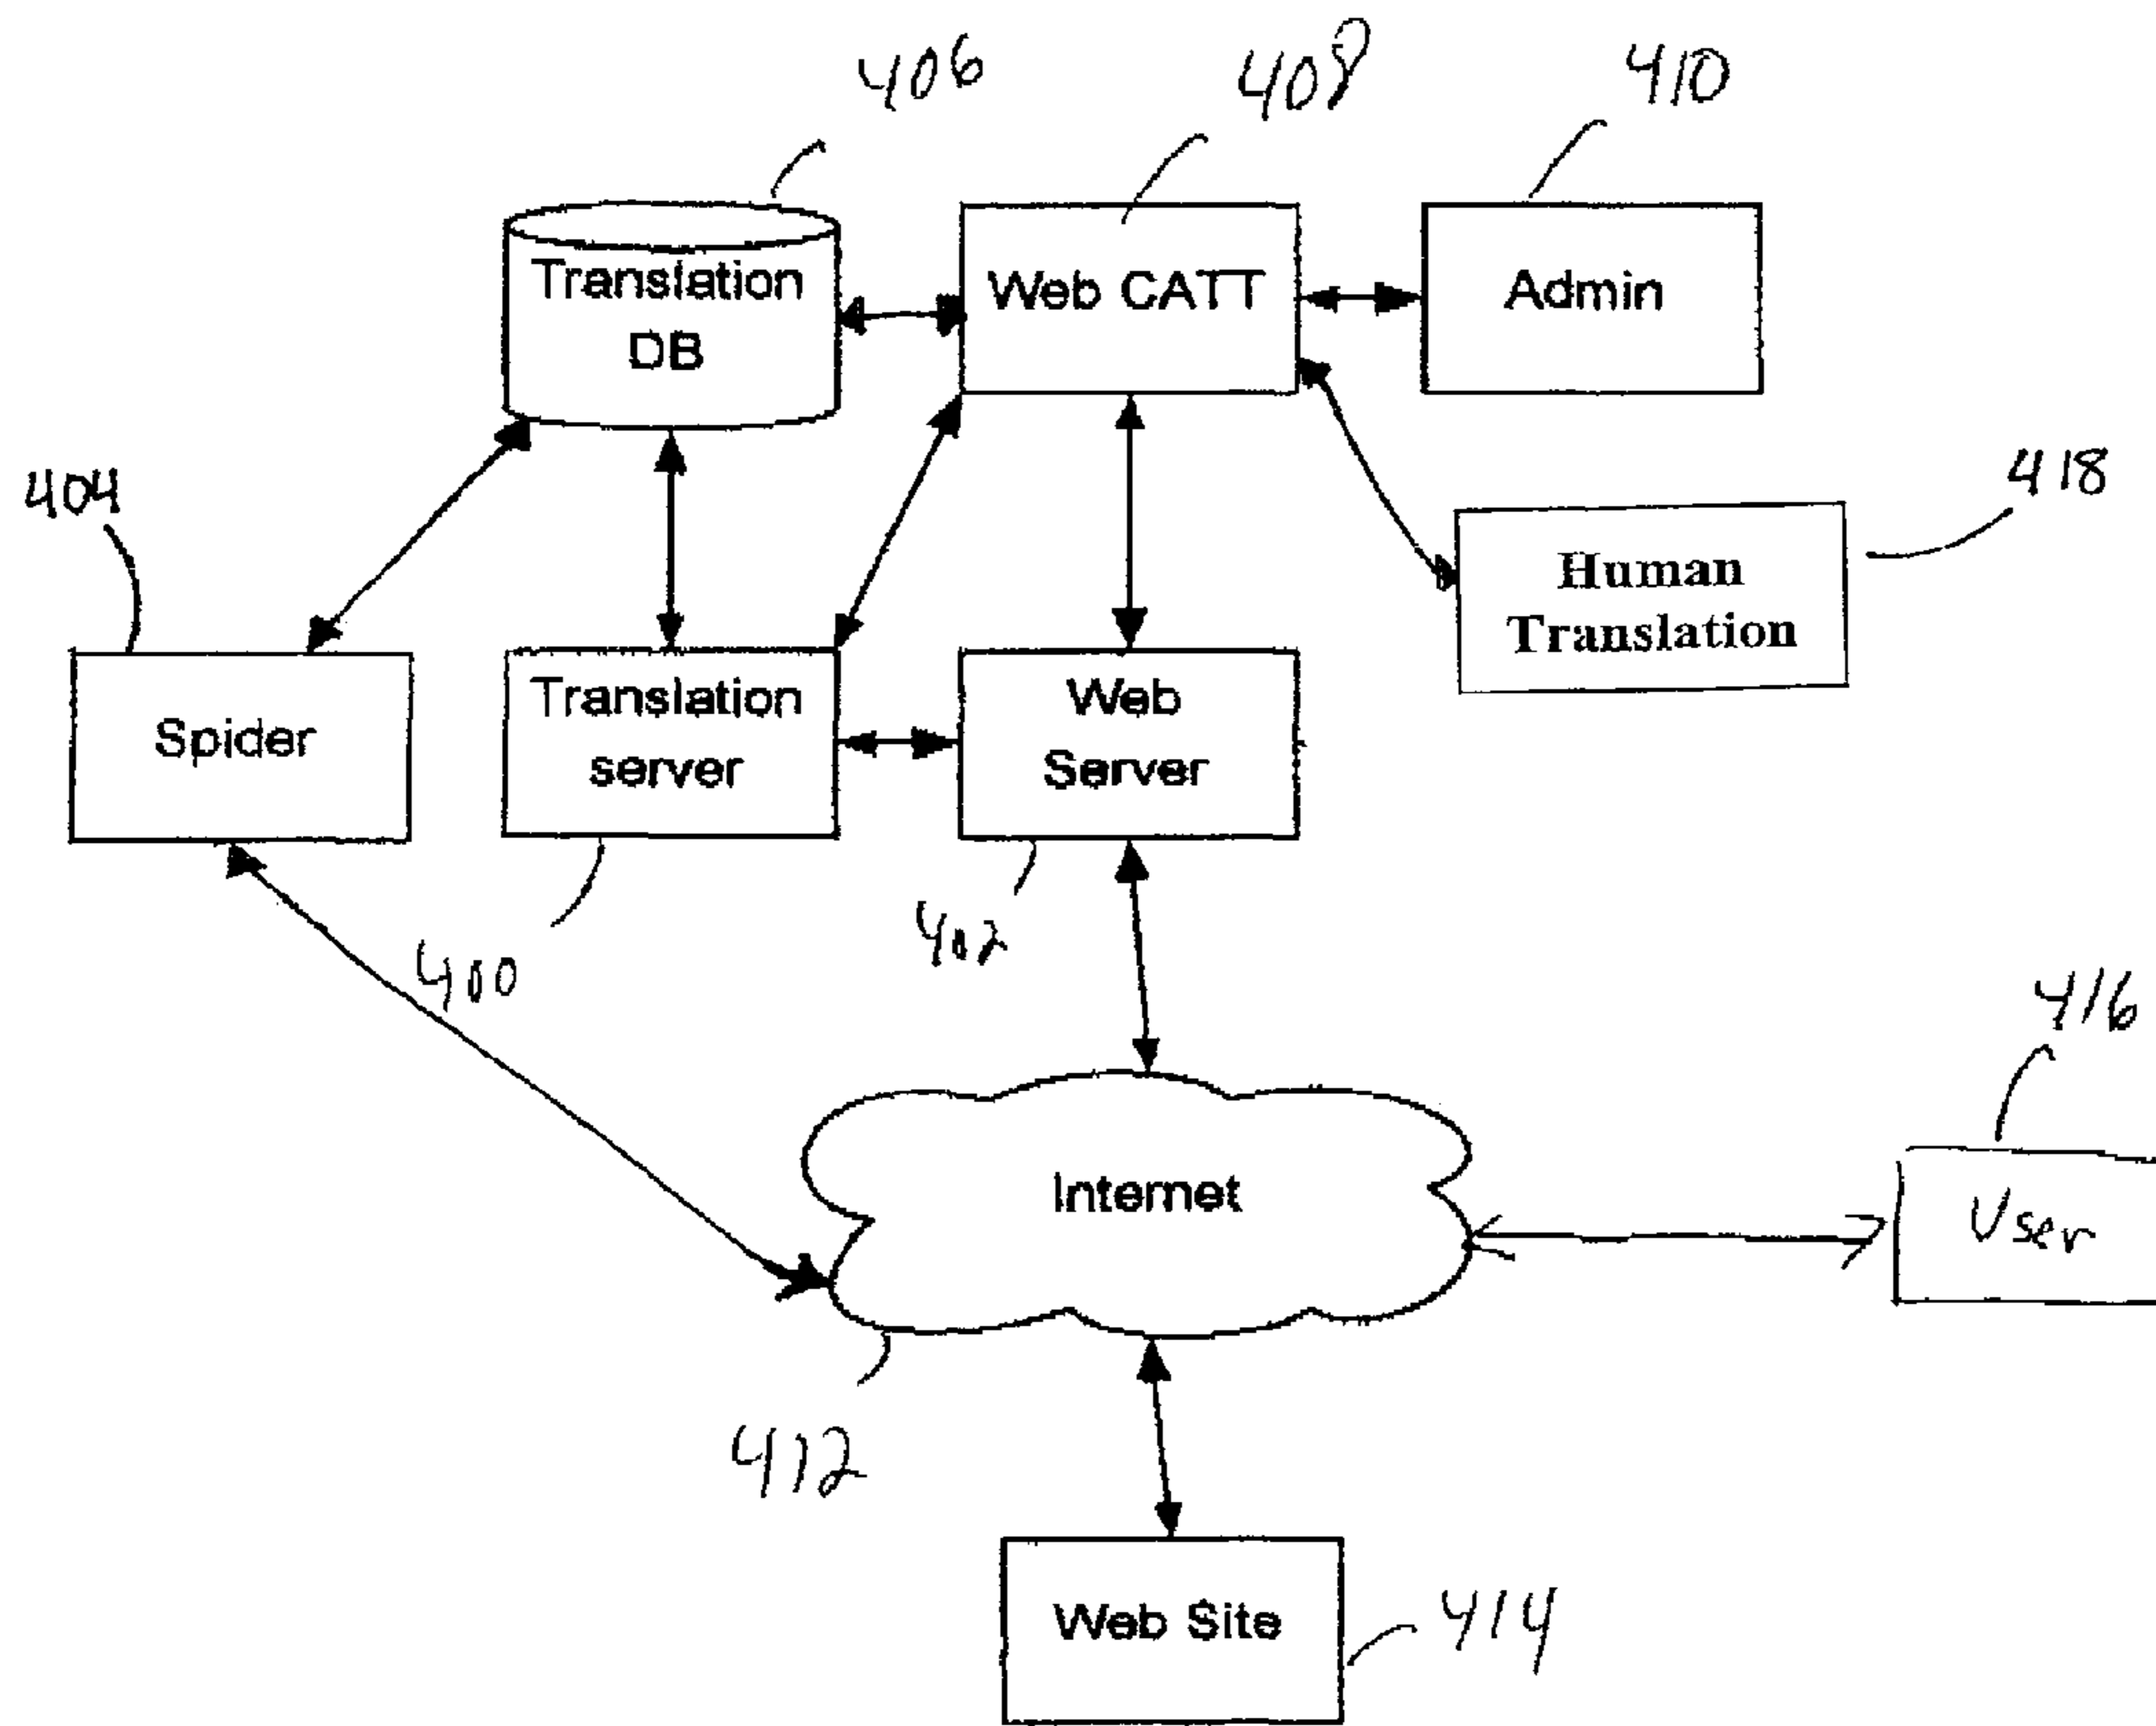 406
408
410
Translation
DB
Web CATT
Admin
404
418
Human
Translation
Spider
Translation
server
Web
Server
400
402
416
Internet
User
412
Web Site
414